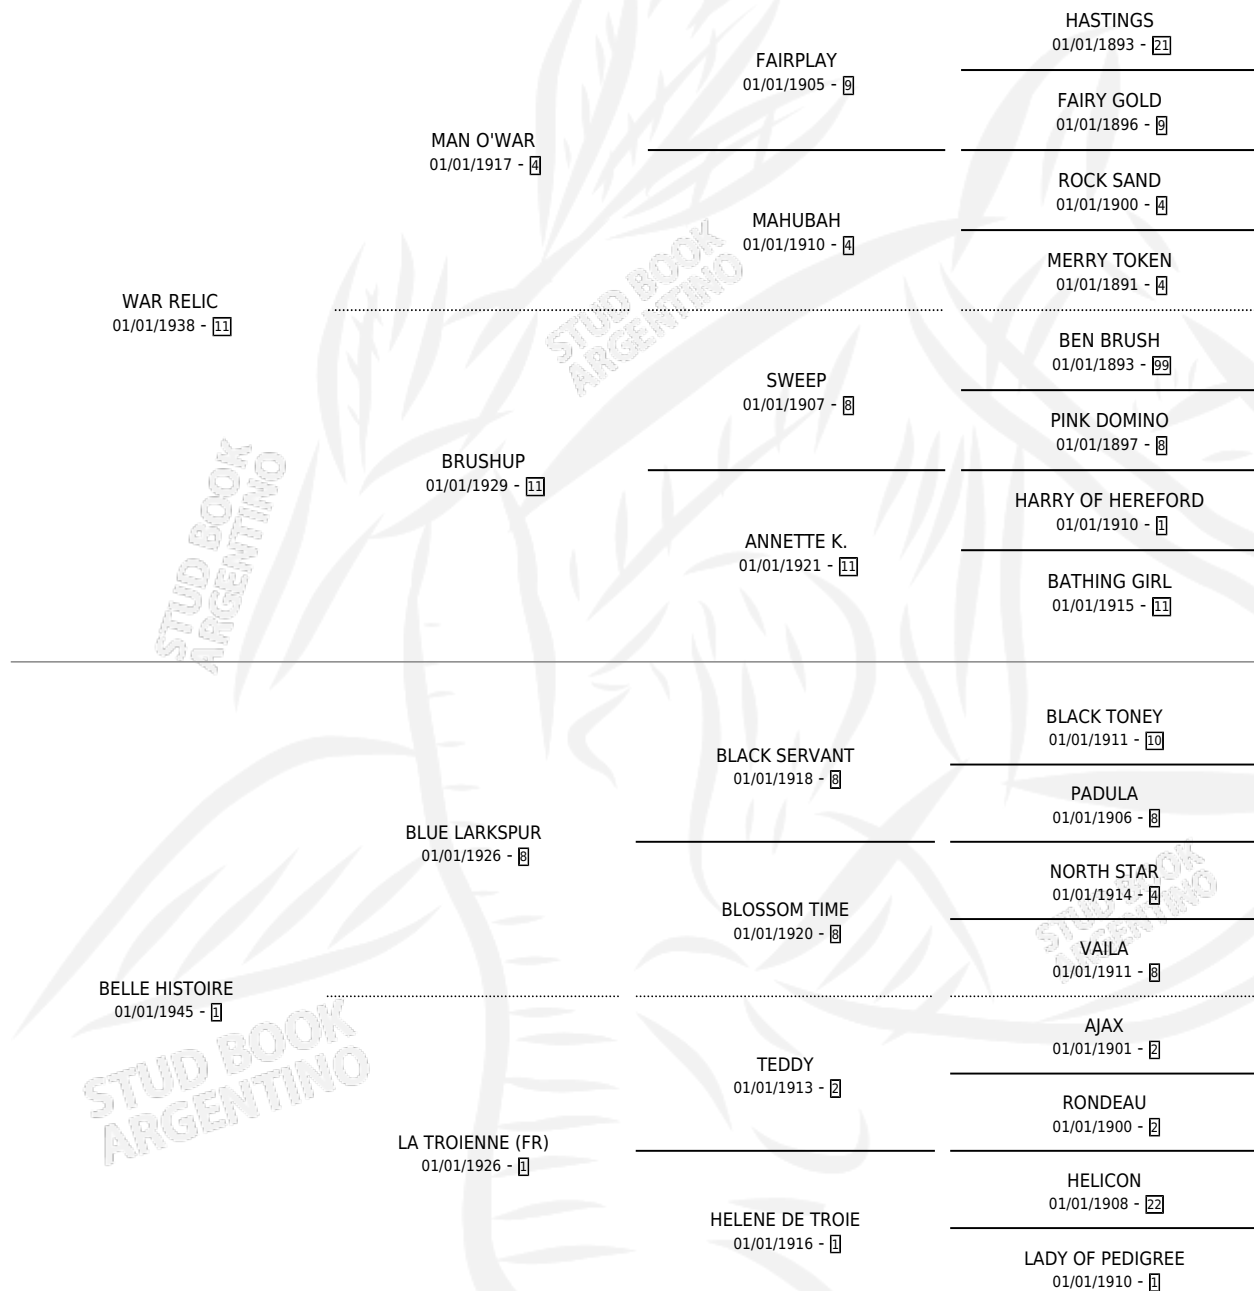 HASTINGS
01/01/1893 - 21
FAIRPLAY
01/01/1905 - 9
FAIRY GOLD
01/01/1896 - 9
MAN O'WAR
01/01/1917 - 4
ROCK SAND
01/01/1900 - 4
MAHUBAH
01/01/1910 - 4
MERRY TOKEN
01/01/1891 - 4
WAR RELIC
01/01/1938 - 11
BEN BRUSH
01/01/1893 - 99
SWEEP
01/01/1907 - 8
PINK DOMINO
01/01/1897 - 8
BRUSHUP
01/01/1929 - 11
HARRY OF HEREFORD
01/01/1910 - 1
ANNETTE K.
01/01/1921 - 11
BATHING GIRL
01/01/1915 - 11
BLACK TONEY
01/01/1911 - 10
BLACK SERVANT
01/01/1918 - 8
PADULA
01/01/1906 - 8
BLUE LARKSPUR
01/01/1926 - 8
NORTH STAR
01/01/1914 - 4
BLOSSOM TIME
01/01/1920 - 8
VAILA
01/01/1911 - 8
BELLE HISTOIRE
01/01/1945 - 1
AJAX
01/01/1901 - 2
TEDDY
01/01/1913 - 2
RONDEAU
01/01/1900 - 2
LA TROIENNE (FR)
01/01/1926 - 1
HELICON
01/01/1908 - 22
HELENE DE TROIE
01/01/1916 - 1
LADY OF PEDIGREE
01/01/1910 - 1
STUD BOOK
ARGENTINO
STUD BOOK
ARGENTINO
STUD BOOK
ARGENTINO
STUD BOOK
ARGENTINO